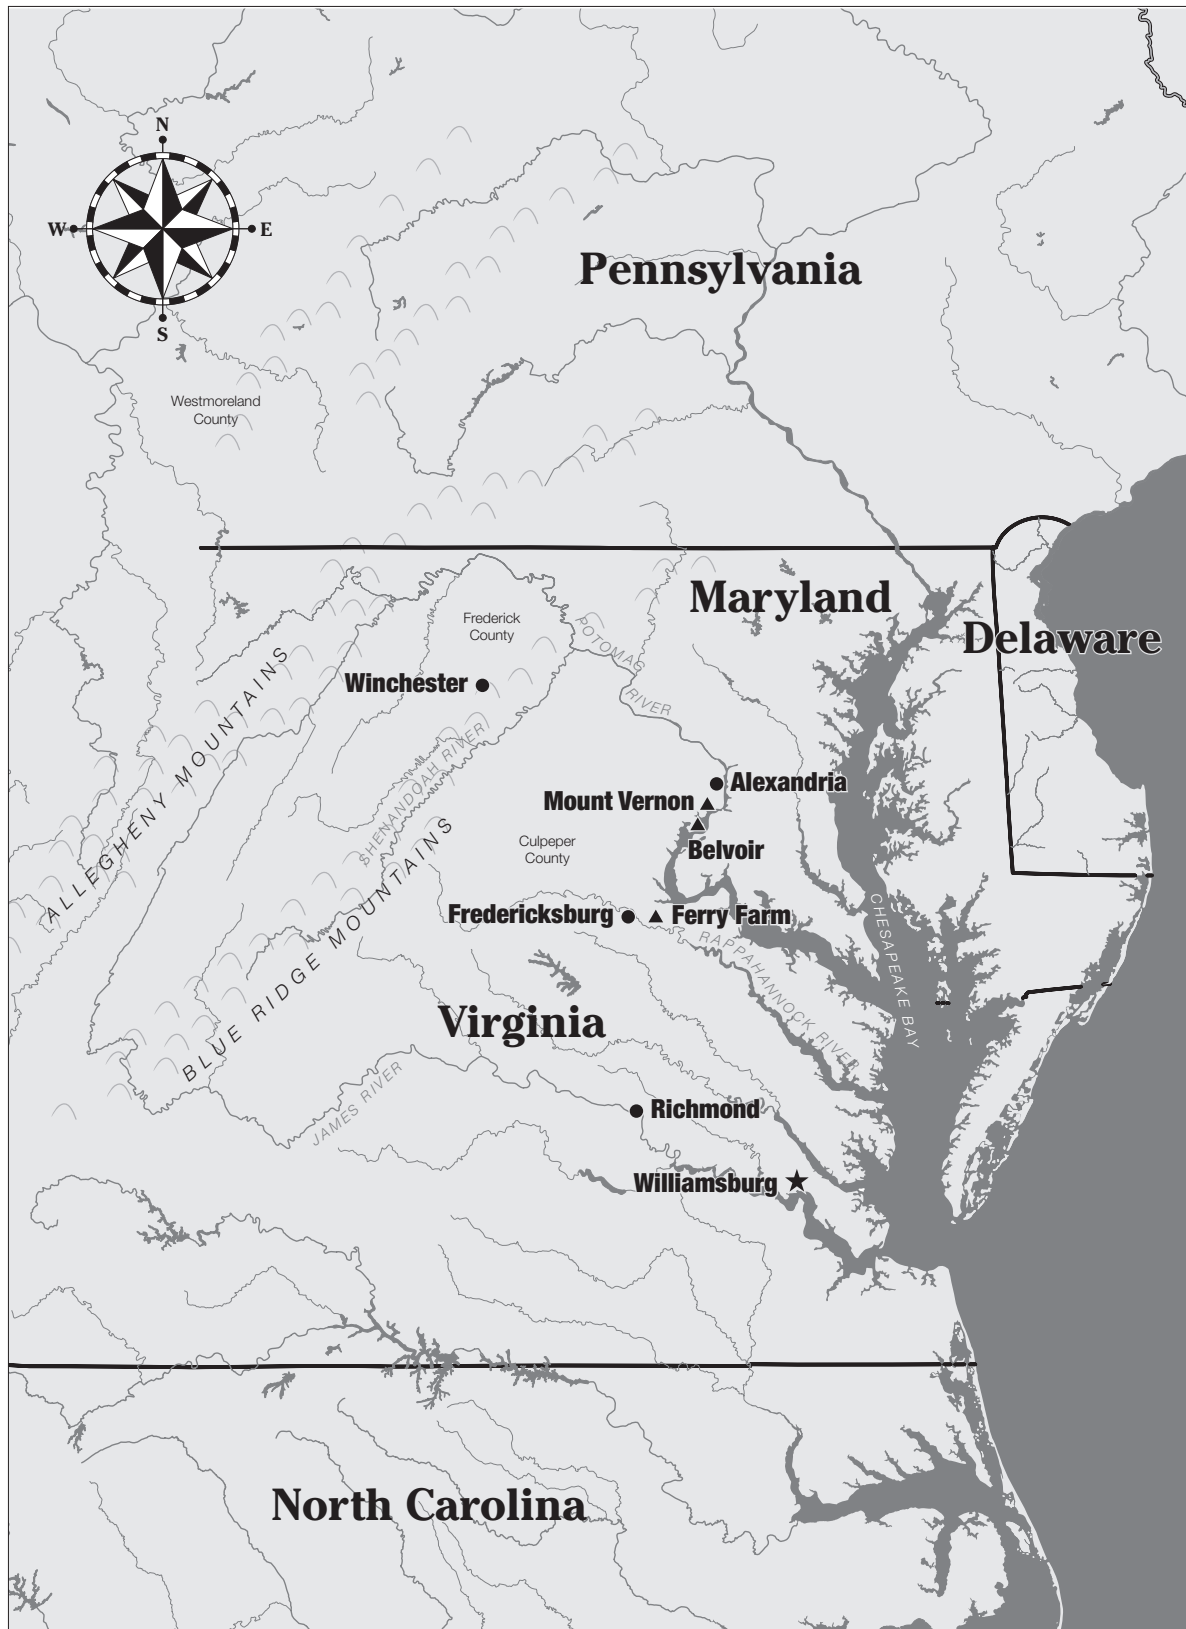 N
W
E
S
Pennsylvania
Westmoreland
County
Maryland
Delaware
Frederick
County
POTOMAC
RIVER
Winchester
ALLEGHENY MOUNTAINS
SHENANDOAH RIVER
Alexandria
Mount Vernon
Belvoir
Culpeper
County
BLUE RIDGE MOUNTAINS
Fredericksburg
Ferry Farm
CHESAPEAKE BAY
RAPPAHANNOCK RIVER
Virginia
JAMES RIVER
Richmond
Williamsburg
North Carolina